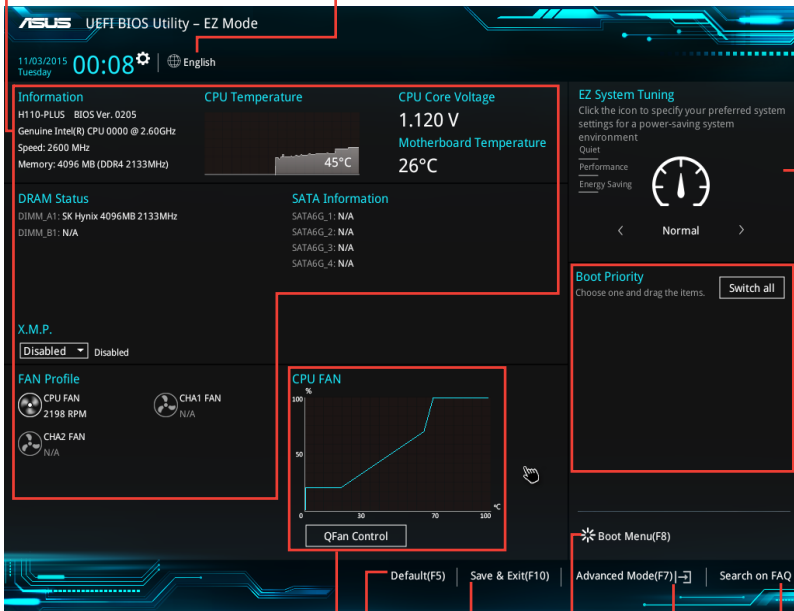 ASUS UEFI BIOS Utility – EZ Mode
11/03/2015
Tuesday
00:08
English
Information
H110-PLUS BIOS Ver. 0205
Genuine Intel(R) CPU 0000 @ 2.60GHz
Speed: 2600 MHz
Memory: 4096 MB (DDR4 2133MHz)
CPU Temperature
45°C
CPU Core Voltage
1.120 V
Motherboard Temperature
26°C
EZ System Tuning
Click the icon to specify your preferred system
settings for a power-saving system
environment
Quiet
Performance
Energy Saving
< Normal >
DRAM Status
DIMM_A1: SK Hynix 4096MB 2133MHz
DIMM_B1: N/A
SATA Information
SATA6G_1: N/A
SATA6G_2: N/A
SATA6G_3: N/A
SATA6G_4: N/A
Boot Priority
Choose one and drag the items.
Switch all
X.M.P.
Disabled Disabled
FAN Profile
CPU FAN
2198 RPM
CHA1 FAN
N/A
CHA2 FAN
N/A
CPU FAN
%
100
50
0 30 70 100
°C
QFan Control
Boot Menu(F8)
Default(F5) Save & Exit(F10) Advanced Mode(F7) Search on FAQ